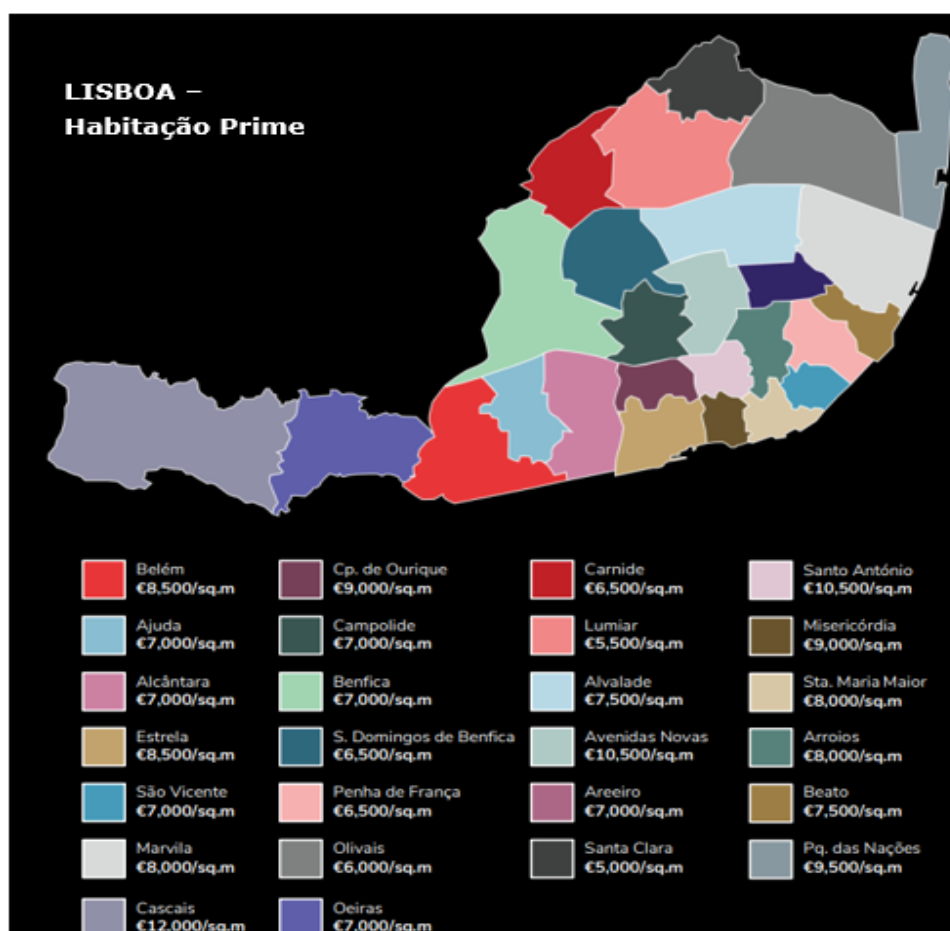 LISBOA –
Habitação Prime
Belém
€8,500/sq.m
Cp. de Ourique
€9,000/sq.m
Carnide
€6,500/sq.m
Santo António
€10,500/sq.m
Ajuda
€7,000/sq.m
Campolide
€7,000/sq.m
Lumiar
€5,500/sq.m
Misericórdia
€9,000/sq.m
Alcântara
€7,000/sq.m
Benfica
€7,000/sq.m
Alvalade
€7,500/sq.m
Sta. Maria Maior
€8,000/sq.m
Estrela
€8,500/sq.m
S. Domingos de Benfica
€6,500/sq.m
Avenidas Novas
€10,500/sq.m
Arroios
€8,000/sq.m
São Vicente
€7,000/sq.m
Penha de França
€6,500/sq.m
Areeiro
€7,000/sq.m
Beato
€7,500/sq.m
Marvila
€8,000/sq.m
Olivais
€6,000/sq.m
Santa Clara
€5,000/sq.m
Pq. das Nações
€9,500/sq.m
Cascais
€12,000/sq.m
Oeiras
€7,000/sq.m